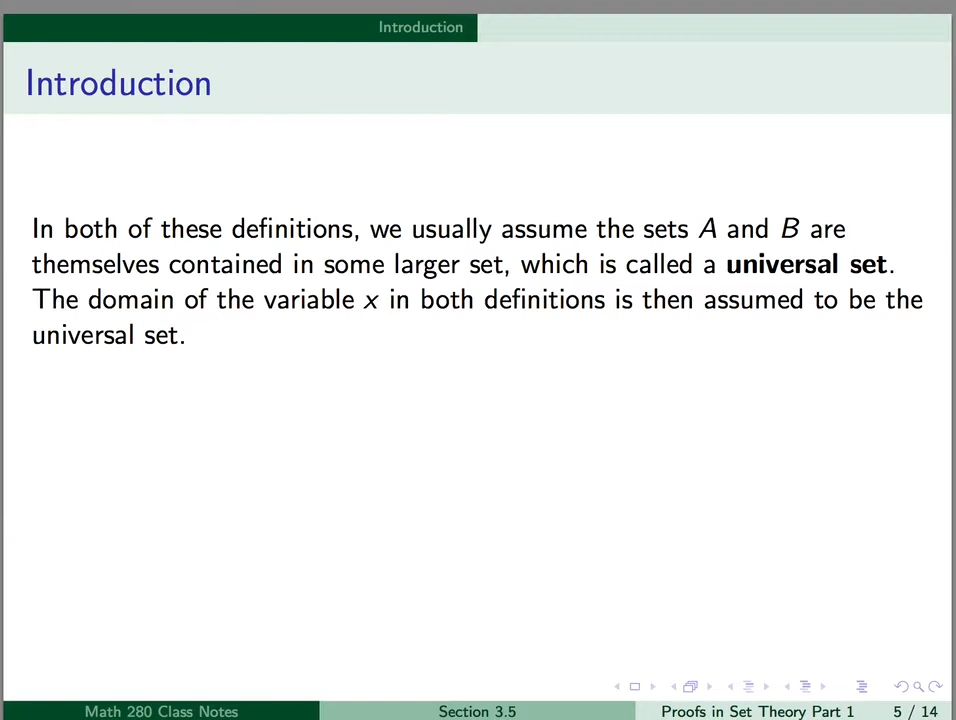 Introduction
Introduction
In both of these definitions, we usually assume the sets A and B are
themselves contained in some larger set, which is called a universal set.
The domain of the variable x in both definitions is then assumed to be the
universal set.
Math 280 Class Notes
Section 3.5
Proofs in Set Theory Part 1
5 / 14